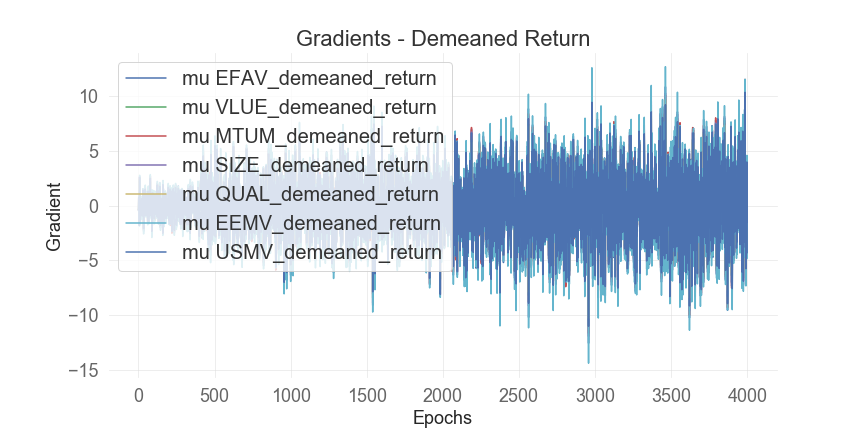 Gradients - Demeaned Return
mu EFAV_demeaned_return
mu VLUE_demeaned_return
mu MTUM_demeaned_return
mu SIZE_demeaned_return
mu QUAL_demeaned_return
mu EEMV_demeaned_return
mu USMV_demeaned_return
Gradient
10
5
0
−5
−10
−15
0 500 1000 1500 2000 2500 3000 3500 4000
Epochs